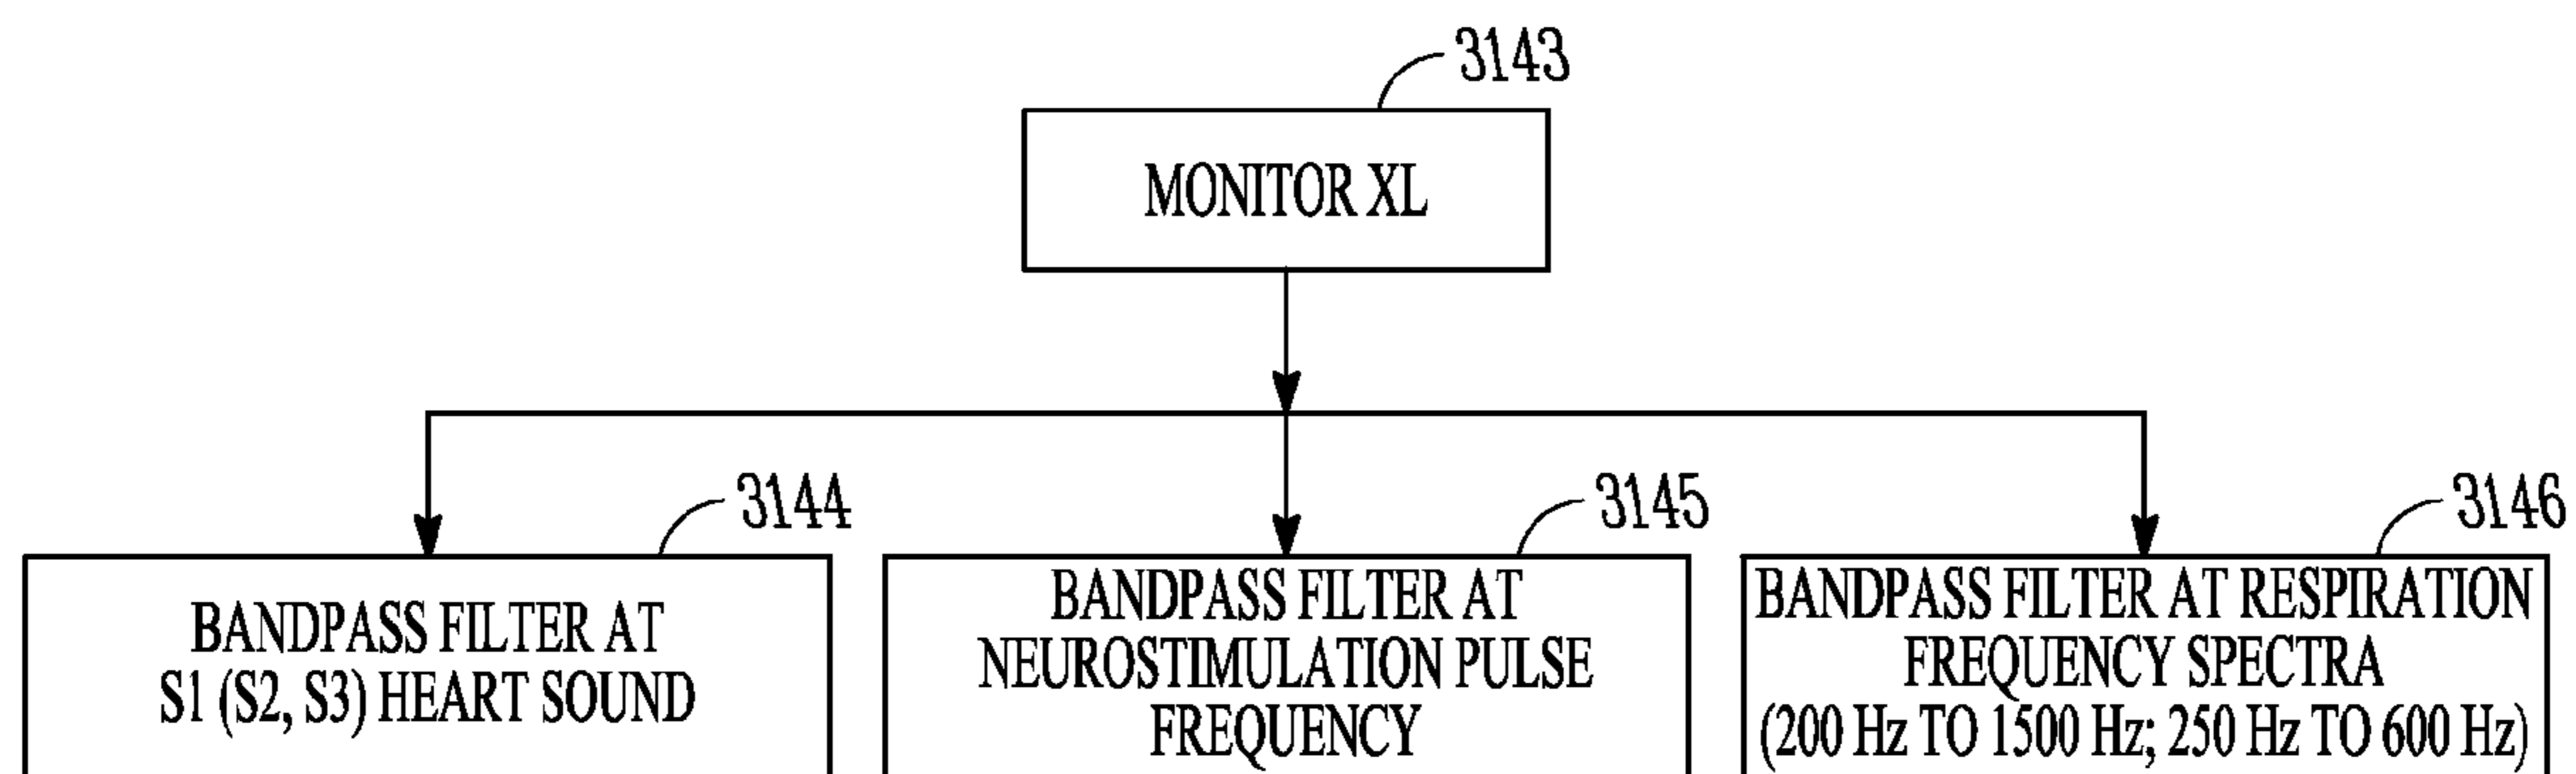 3143
MONITOR XL
3144
3145
3146
BANDPASS FILTER AT
S1 (S2, S3) HEART SOUND
BANDPASS FILTER AT
NEUROSTIMULATION PULSE
FREQUENCY
BANDPASS FILTER AT RESPIRATION
FREQUENCY SPECTRA
(200 Hz TO 1500 Hz; 250 Hz TO 600 Hz)